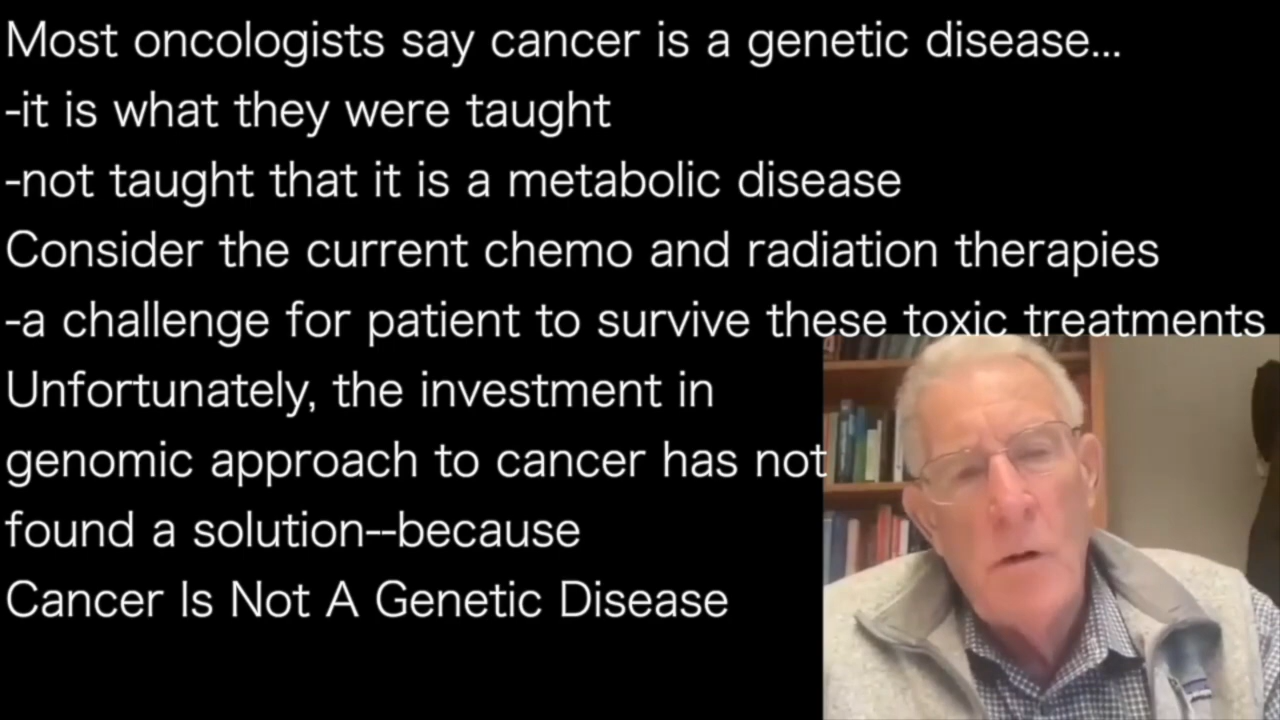 Most oncologists say cancer is a genetic disease...
-it is what they were taught
-not taught that it is a metabolic disease
Consider the current chemo and radiation therapies
-a challenge for patient to survive these toxic treatments
Unfortunately, the investment in
genomic approach to cancer has not
found a solution--because
Cancer Is Not A Genetic Disease